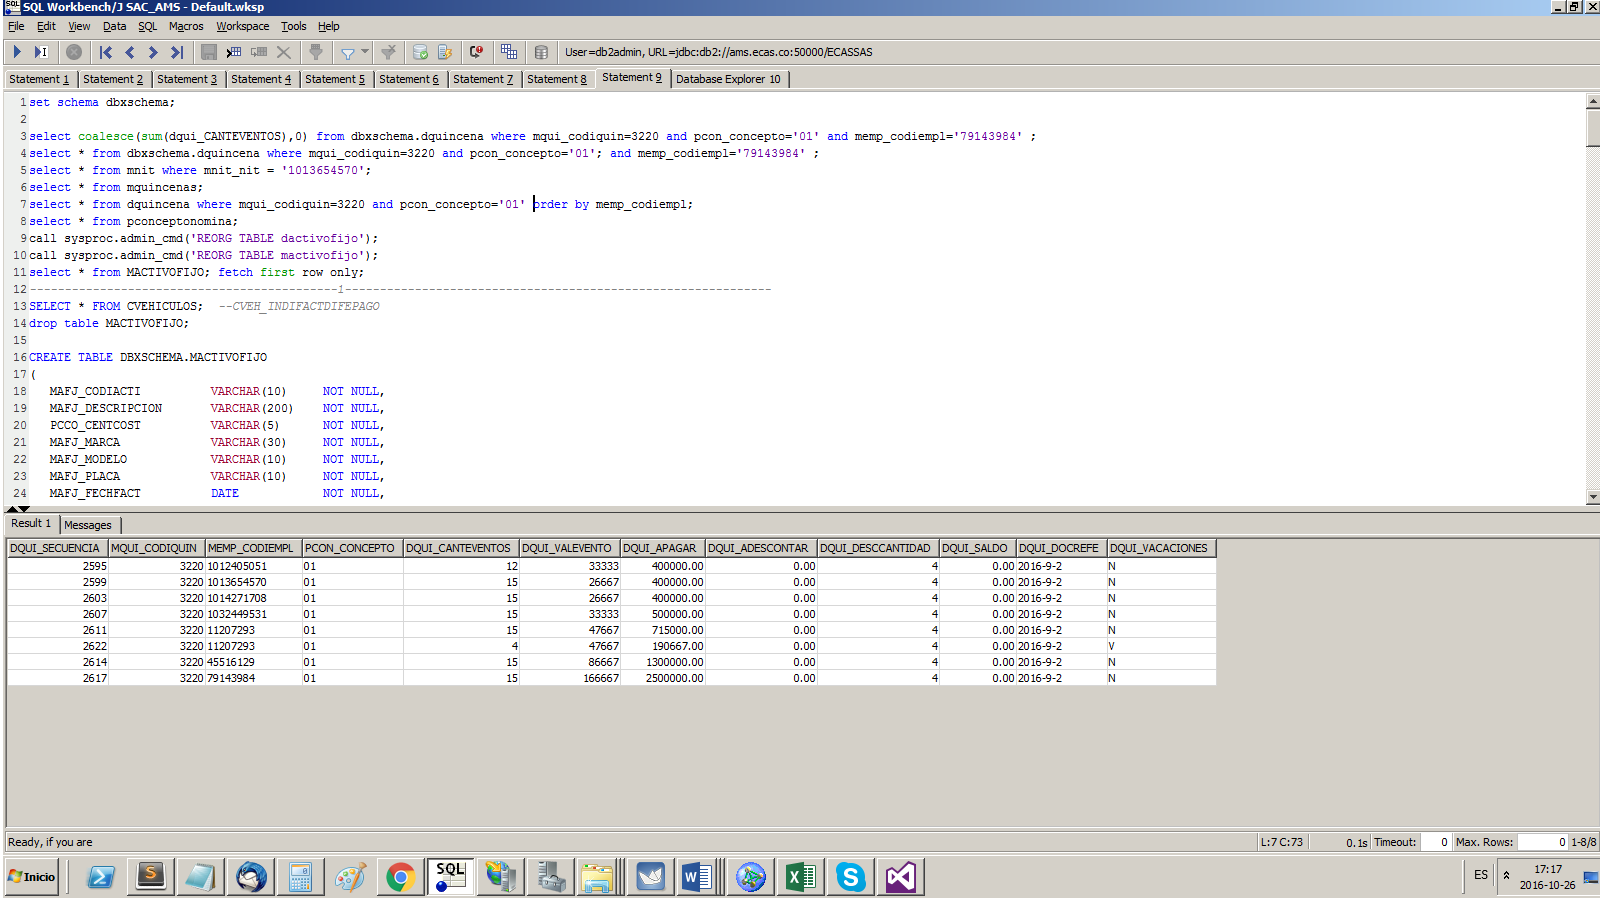 SQL Workbench/J SAC_AMS - Default.wksp
File Edit View Data SQL Macros Workspace Tools Help
User=db2admin, URL=jdbc:db2://ams.ecas.co:50000/ECASSAS
Statement 1 Statement 2 Statement 3 Statement 4 Statement 5 Statement 6 Statement 7 Statement 8 Statement 9 Database Explorer 10
1 set schema dbxschema;
2
3 select coalesce(sum(dqui_CANTEVENTOS),0) from dbxschema.dquincena where mqui_codiquin=3220 and pcon_concepto='01' and memp_codiempl='79143984' ;
4 select * from dbxschema.dquincena where mqui_codiquin=3220 and pcon_concepto='01'; and memp_codiempl='79143984' ;
5 select * from mnit where mnit_nit = '1013654570';
6 select * from mquincenas;
7 select * from dquincena where mqui_codiquin=3220 and pcon_concepto='01' order by memp_codiempl;
8 select * from pconceptonomina;
9 call sysproc.admin_cmd('REORG TABLE dactivofijo');
10 call sysproc.admin_cmd('REORG TABLE mactivofijo');
11 select * from MACTIVOFIJO; fetch first row only;
12 --------------------------------------------1-------------------------------------------------------------
13 SELECT * FROM CVEHICULOS; --CVEH_INDIFACTDIFEPAGO
14 drop table MACTIVOFIJO;
15
16 CREATE TABLE DBXSCHEMA.MACTIVOFIJO
17 (
18 MAFJ_CODIACTI VARCHAR(10) NOT NULL,
19 MAFJ_DESCRIPCION VARCHAR(200) NOT NULL,
20 PCCO_CENTCOST VARCHAR(5) NOT NULL,
21 MAFJ_MARCA VARCHAR(30) NOT NULL,
22 MAFJ_MODELO VARCHAR(10) NOT NULL,
23 MAFJ_PLACA VARCHAR(10) NOT NULL,
24 MAFJ_FECHFACT DATE NOT NULL,
Result 1 Messages
DQUI_SECUENCIA MQUI_CODIQUIN MEMP_CODIEMPL PCON_CONCEPTO DQUI_CANTEVENTOS DQUI_VALEVENTO DQUI_APAGAR DQUI_ADESCONTAR DQUI_DESCCANTIDAD DQUI_SALDO DQUI_DOCREFE DQUI_VACACIONES
2595 3220 1012405051 01 12 33333 400000.00 0.00 4 0.00 2016-9-2 N
2599 3220 1013654570 01 15 26667 400000.00 0.00 4 0.00 2016-9-2 N
2603 3220 1014271708 01 15 26667 400000.00 0.00 4 0.00 2016-9-2 N
2607 3220 1032449531 01 15 33333 500000.00 0.00 4 0.00 2016-9-2 N
2611 3220 11207293 01 15 47667 715000.00 0.00 4 0.00 2016-9-2 N
2622 3220 11207293 01 4 47667 190667.00 0.00 4 0.00 2016-9-2 V
2614 3220 45516129 01 15 86667 1300000.00 0.00 4 0.00 2016-9-2 N
2617 3220 79143984 01 15 166667 2500000.00 0.00 4 0.00 2016-9-2 N
Ready, if you are L:7 C:73 0.1s Timeout: 0 Max. Rows: 0 1-8/8
Inicio SQL ES 17:17
2016-10-26